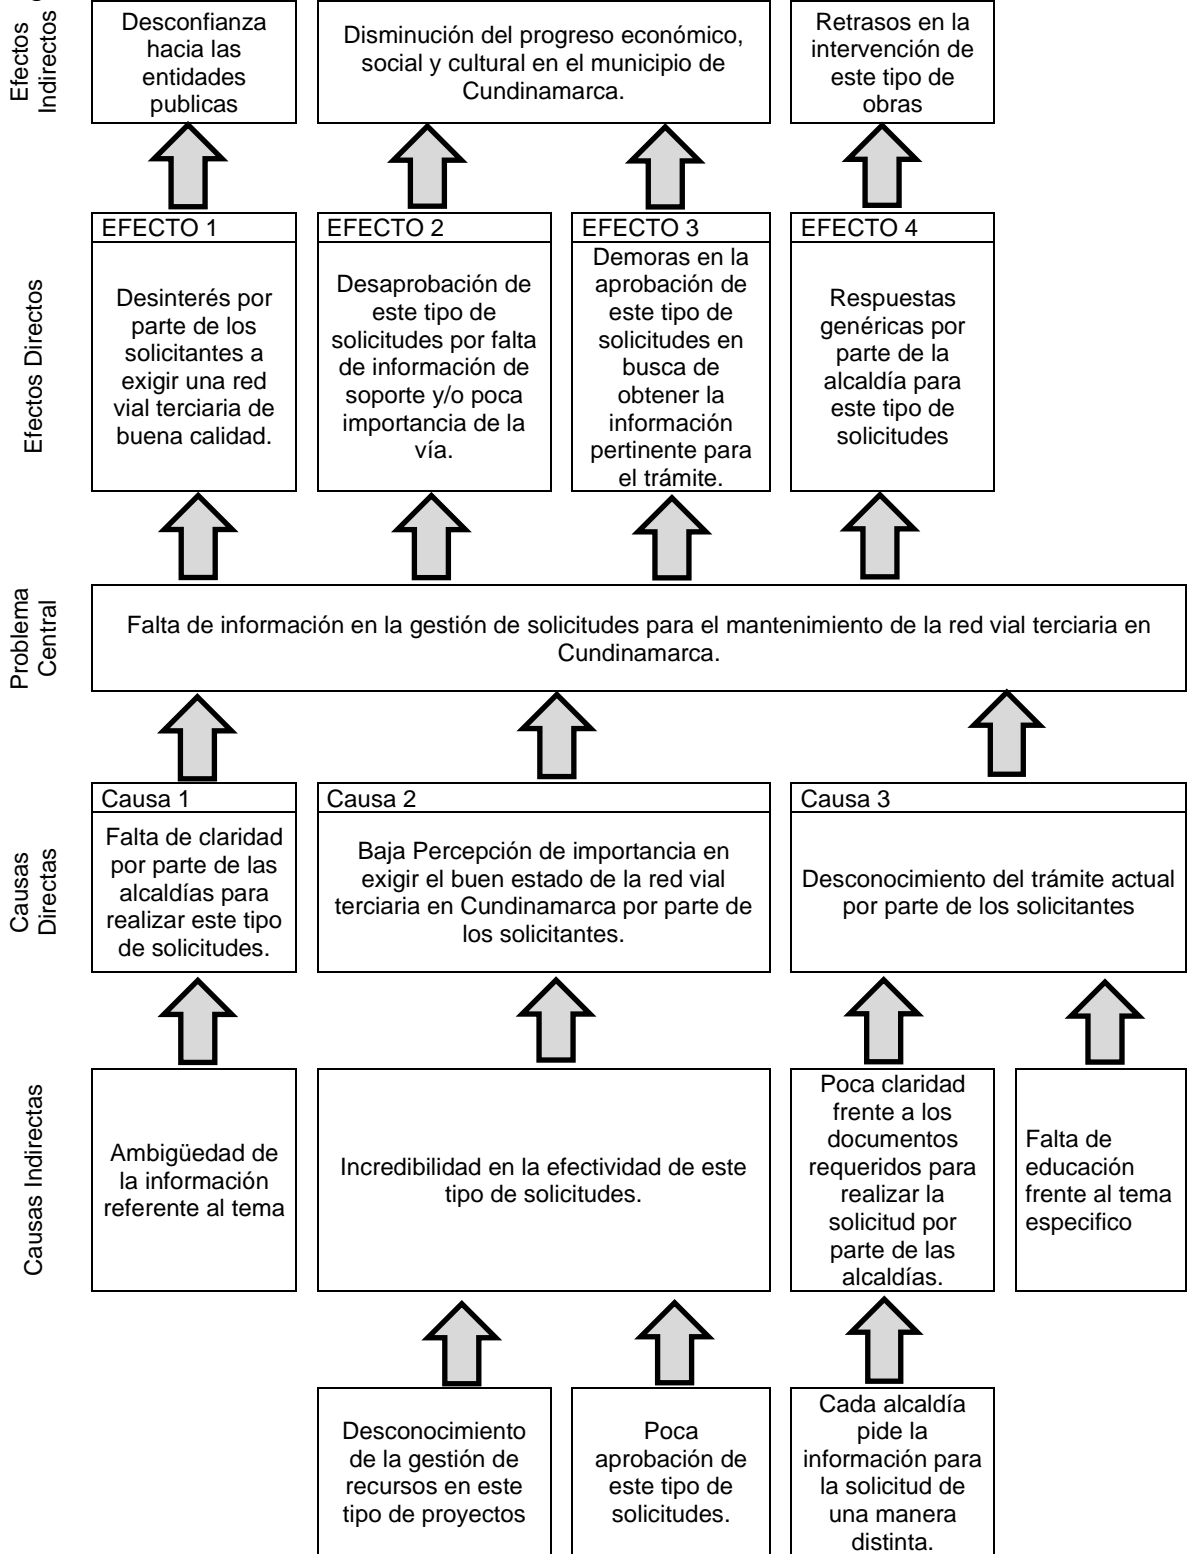 Efectos
Indirectos
Desconfianza
hacia las
entidades
publicas
Disminución del progreso económico,
social y cultural en el municipio de
Cundinamarca.
Retrasos en la
intervención de
este tipo de
obras
Efectos Directos
EFECTO 1
Desinterés por
parte de los
solicitantes a
exigir una red
vial terciaria de
buena calidad.
EFECTO 2
Desaprobación de
este tipo de
solicitudes por falta
de información de
soporte y/o poca
importancia de la
vía.
EFECTO 3
Demoras en la
aprobación de
este tipo de
solicitudes en
busca de
obtener la
información
pertinente para
el trámite.
EFECTO 4
Respuestas
genéricas por
parte de la
alcaldía para
este tipo de
solicitudes
Problema
Central
Falta de información en la gestión de solicitudes para el mantenimiento de la red vial terciaria en
Cundinamarca.
Causas
Directas
Causa 1
Falta de claridad
por parte de las
alcaldías para
realizar este tipo
de solicitudes.
Causa 2
Baja Percepción de importancia en
exigir el buen estado de la red vial
terciaria en Cundinamarca por parte de
los solicitantes.
Causa 3
Desconocimiento del trámite actual
por parte de los solicitantes
Causas Indirectas
Ambigüedad de
la información
referente al tema
Incredibilidad en la efectividad de este
tipo de solicitudes.
Poca claridad
frente a los
documentos
requeridos para
realizar la
solicitud por
parte de las
alcaldías.
Falta de
educación
frente al tema
especifico
Desconocimiento
de la gestión de
recursos en este
tipo de proyectos
Poca
aprobación de
este tipo de
solicitudes.
Cada alcaldía
pide la
información para
la solicitud de
una manera
distinta.